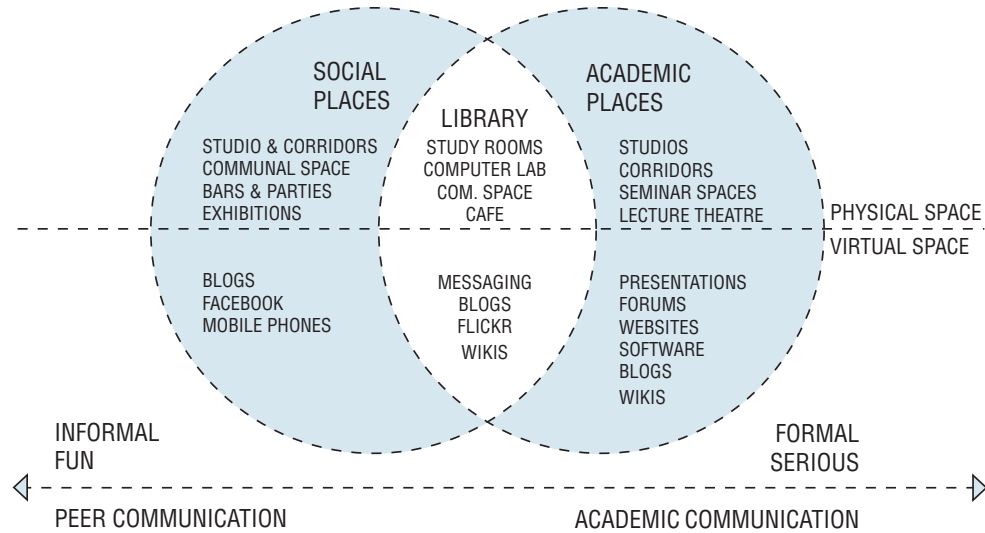 SOCIAL
PLACES
STUDIO & CORRIDORS
COMMUNAL SPACE
BARS & PARTIES
EXHIBITIONS
BLOGS
FACEBOOK
MOBILE PHONES
LIBRARY
STUDY ROOMS
COMPUTER LAB
COM. SPACE
CAFE
MESSAGING
BLOGS
FLICKR
WIKIS
ACADEMIC
PLACES
STUDIOS
CORRIDORS
SEMINAR SPACES
LECTURE THEATRE
PRESENTATIONS
FORUMS
WEBSITES
SOFTWARE
BLOGS
WIKIS
PHYSICAL SPACE
VIRTUAL SPACE
INFORMAL
FUN
FORMAL
SERIOUS
PEER COMMUNICATION
ACADEMIC COMMUNICATION